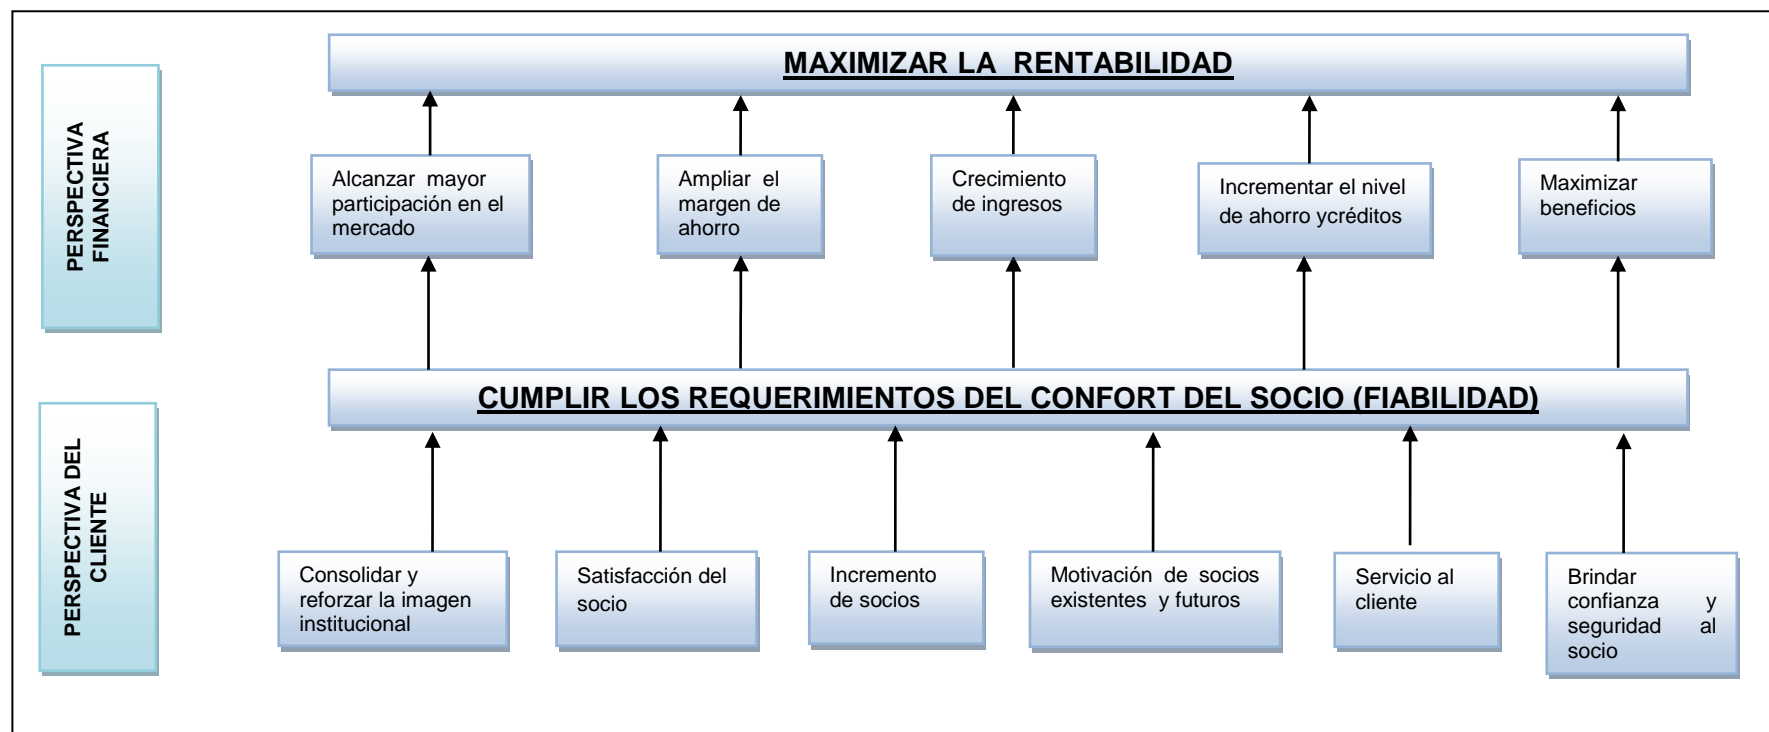 MAXIMIZAR LA RENTABILIDAD
PERSPECTIVA
FINANCIERA
Alcanzar mayor
participación en el
mercado
Ampliar el
margen de
ahorro
Crecimiento
de ingresos
Incrementar el nivel
de ahorro ycréditos
Maximizar
beneficios
CUMPLIR LOS REQUERIMIENTOS DEL CONFORT DEL SOCIO (FIABILIDAD)
PERSPECTIVA DEL
CLIENTE
Consolidar y
reforzar la imagen
institucional
Satisfacción del
socio
Incremento
de socios
Motivación de socios
existentes y futuros
Servicio al
cliente
Brindar
confianza y
seguridad al
socio